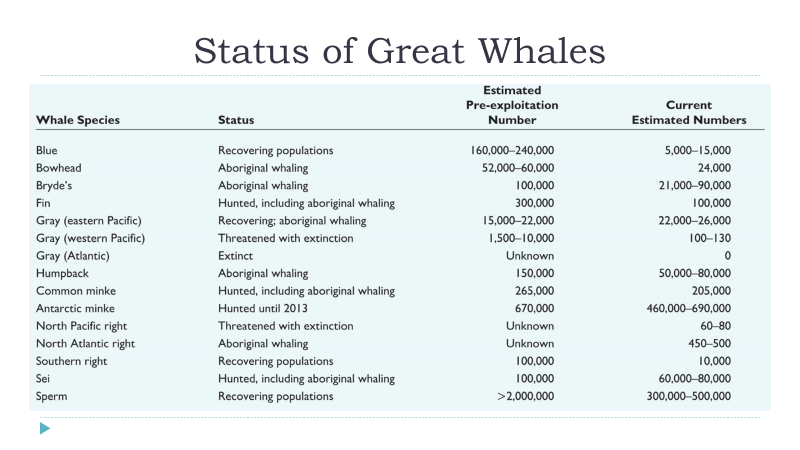 Status of Great Whales
Whale Species Status Estimated Pre-exploitation Number Current Estimated Numbers
Blue Recovering populations 160,000–240,000 5,000–15,000
Bowhead Aboriginal whaling 52,000–60,000 24,000
Bryde's Aboriginal whaling 100,000 21,000–90,000
Fin Hunted, including aboriginal whaling 300,000 100,000
Gray (eastern Pacific) Recovering; aboriginal whaling 15,000–22,000 22,000–26,000
Gray (western Pacific) Threatened with extinction 1,500–10,000 100–130
Gray (Atlantic) Extinct Unknown 0
Humpback Aboriginal whaling 150,000 50,000–80,000
Common minke Hunted, including aboriginal whaling 265,000 205,000
Antarctic minke Hunted until 2013 670,000 460,000–690,000
North Pacific right Threatened with extinction Unknown 60–80
North Atlantic right Aboriginal whaling Unknown 450–500
Southern right Recovering populations 100,000 10,000
Sei Hunted, including aboriginal whaling 100,000 60,000–80,000
Sperm Recovering populations >2,000,000 300,000–500,000